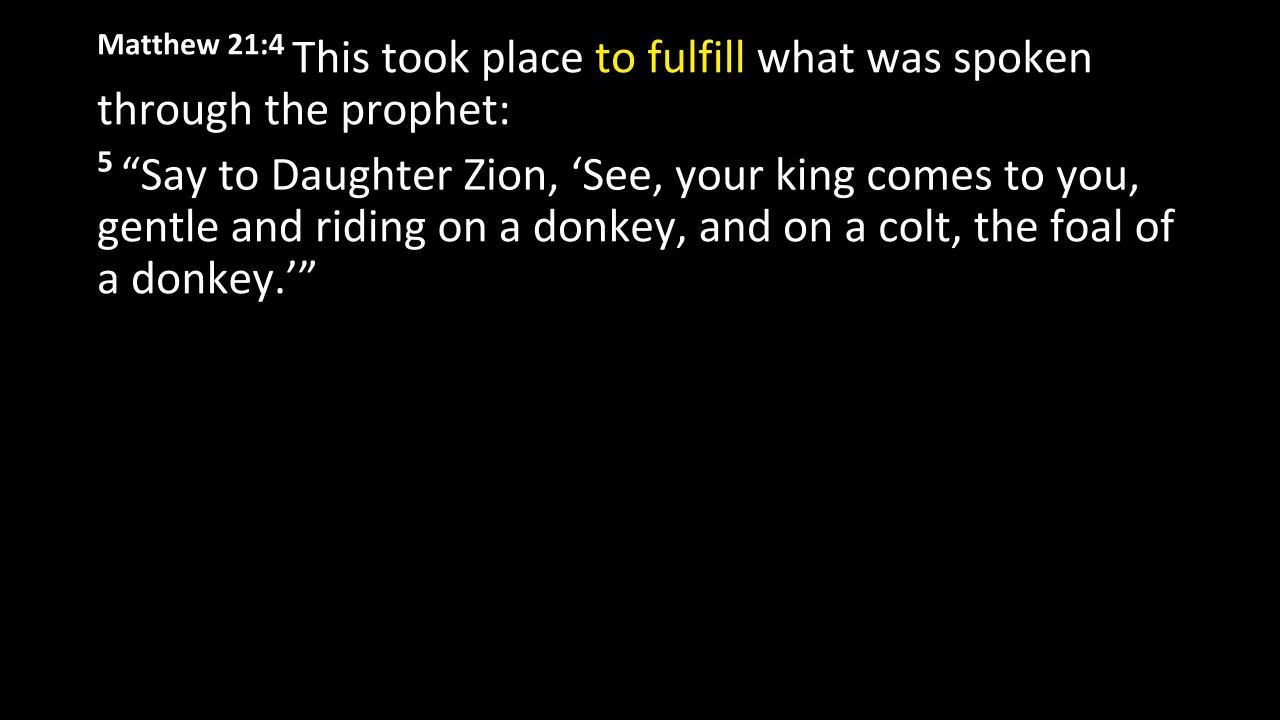 Matthew 21:4 This took place to fulfill what was spoken
through the prophet:
5 “Say to Daughter Zion, ‘See, your king comes to you,
gentle and riding on a donkey, and on a colt, the foal of
a donkey.’”